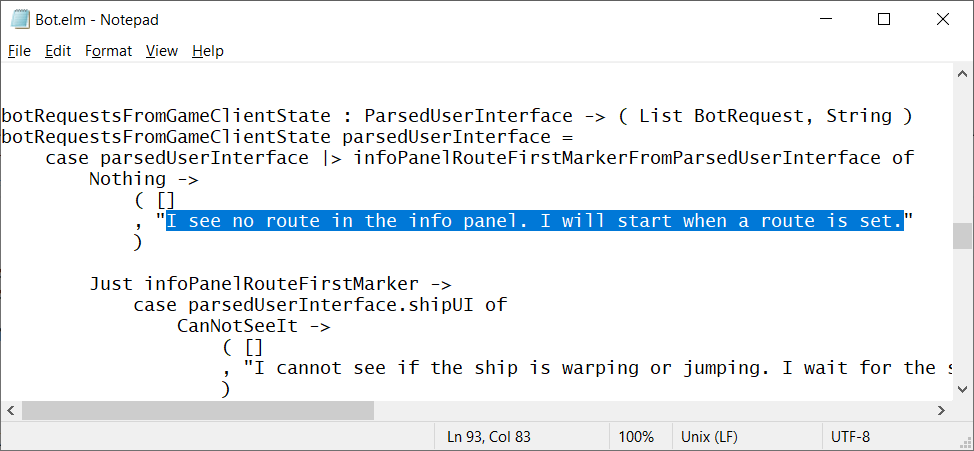 Bot.elm - Notepad
File Edit Format View Help
botRequestsFromGameClientState : ParsedUserInterface -> ( List BotRequest, String )
botRequestsFromGameClientState parsedUserInterface =
    case parsedUserInterface |> infoPanelRouteFirstMarkerFromParsedUserInterface of
        Nothing ->
            ( []
            , "I see no route in the info panel. I will start when a route is set."
            )
        Just infoPanelRouteFirstMarker ->
            case parsedUserInterface.shipUI of
                CanNotSeeIt ->
                    ( []
                    , "I cannot see if the ship is warping or jumping. I wait for the s
                    )
Ln 93, Col 83 100% Unix (LF) UTF-8